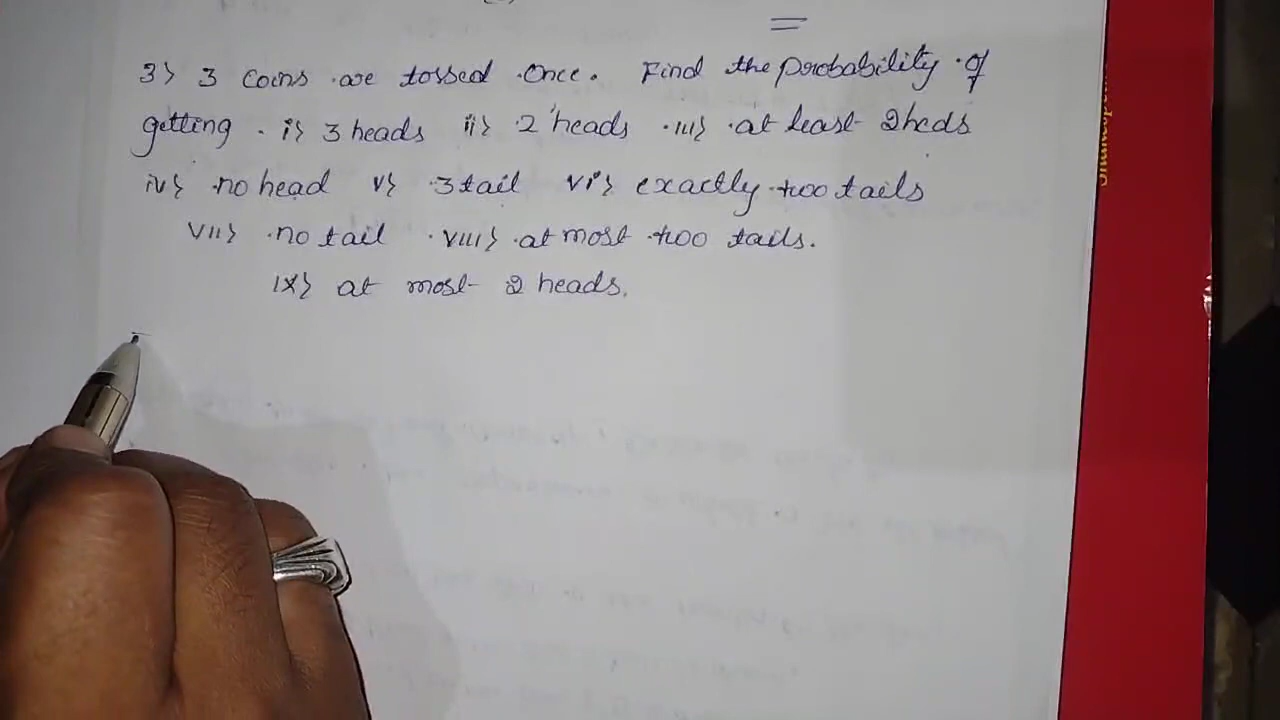 3> 3 coins are tossed once. Find the probability of
getting i> 3 heads ii> 2 heads iii> at least 2 heds
iv> no head v> 3 tail vi> exactly two tails
vii> no tail viii> at most two tails.
ix> at most 2 heads.